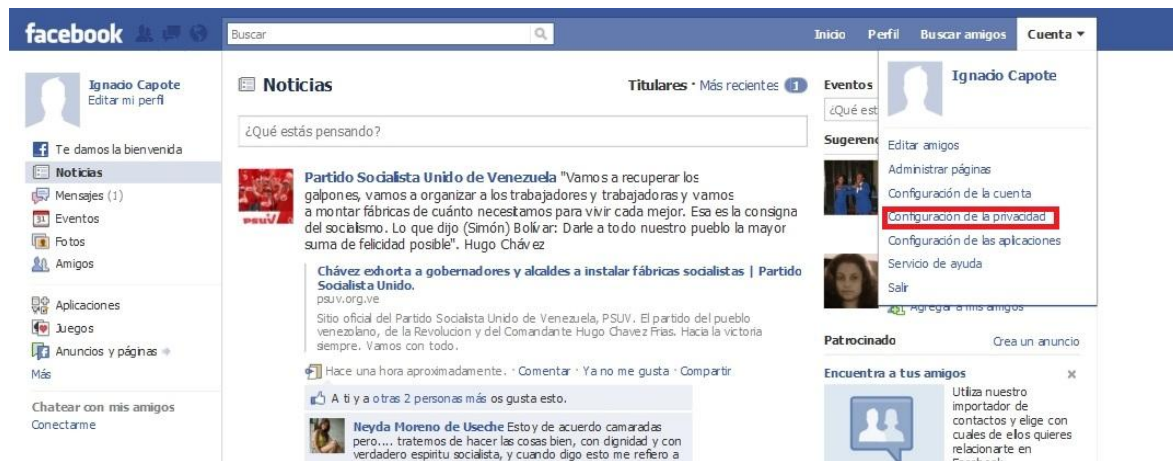 facebook
Buscar
Inicio Perfil Buscar amigos Cuenta
Ignacio Capote
Editar mi perfil
Te damos la bienvenida
Noticias
Mensajes (1)
Eventos
Fotos
Amigos
Aplicaciones
Juegos
Anuncios y páginas
Más
Chatear con mis amigos
Conectarme
Noticias
Titulares · Más recientes 1
¿Qué estás pensando?
PSUV
Partido Socialista Unido de Venezuela "Vamos a recuperar los
galpones, vamos a organizar a los trabajadores y trabajadoras y vamos
a montar fábricas de cuánto necesitamos para vivir cada mejor. Esa es la consigna
del socialismo. Lo que dijo (Simón) Bolívar: Darle a todo nuestro pueblo la mayor
suma de felicidad posible". Hugo Chávez
Chávez exhorta a gobernadores y alcaldes a instalar fábricas socialistas | Partido
Socialista Unido.
psuv.org.ve
Sitio oficial del Partido Socialista Unido de Venezuela, PSUV. El partido del pueblo
venezolano, de la Revolucion y del Comandante Hugo Chavez Frias. Hacia la victoria
siempre. Vamos con todo.
Hace una hora aproximadamente. · Comentar · Ya no me gusta · Compartir
A ti y a otras 2 personas más os gusta esto.
Neyda Moreno de Useche Estoy de acuerdo camaradas
pero.... tratemos de hacer las cosas bien, con dignidad y con
verdadero espiritu socialista, y cuando digo esto me refiero a
Eventos
¿Qué est
Sugeren
Ignacio Capote
Editar amigos
Administrar páginas
Configuración de la cuenta
Configuración de la privacidad
Configuración de las aplicaciones
Servicio de ayuda
Salir
Agregar a mis amigos
Patrocinado
Crea un anuncio
Encuentra a tus amigos
Utiliza nuestro
importador de
contactos y elige con
cuales de ellos quieres
relacionarte en
Facebook